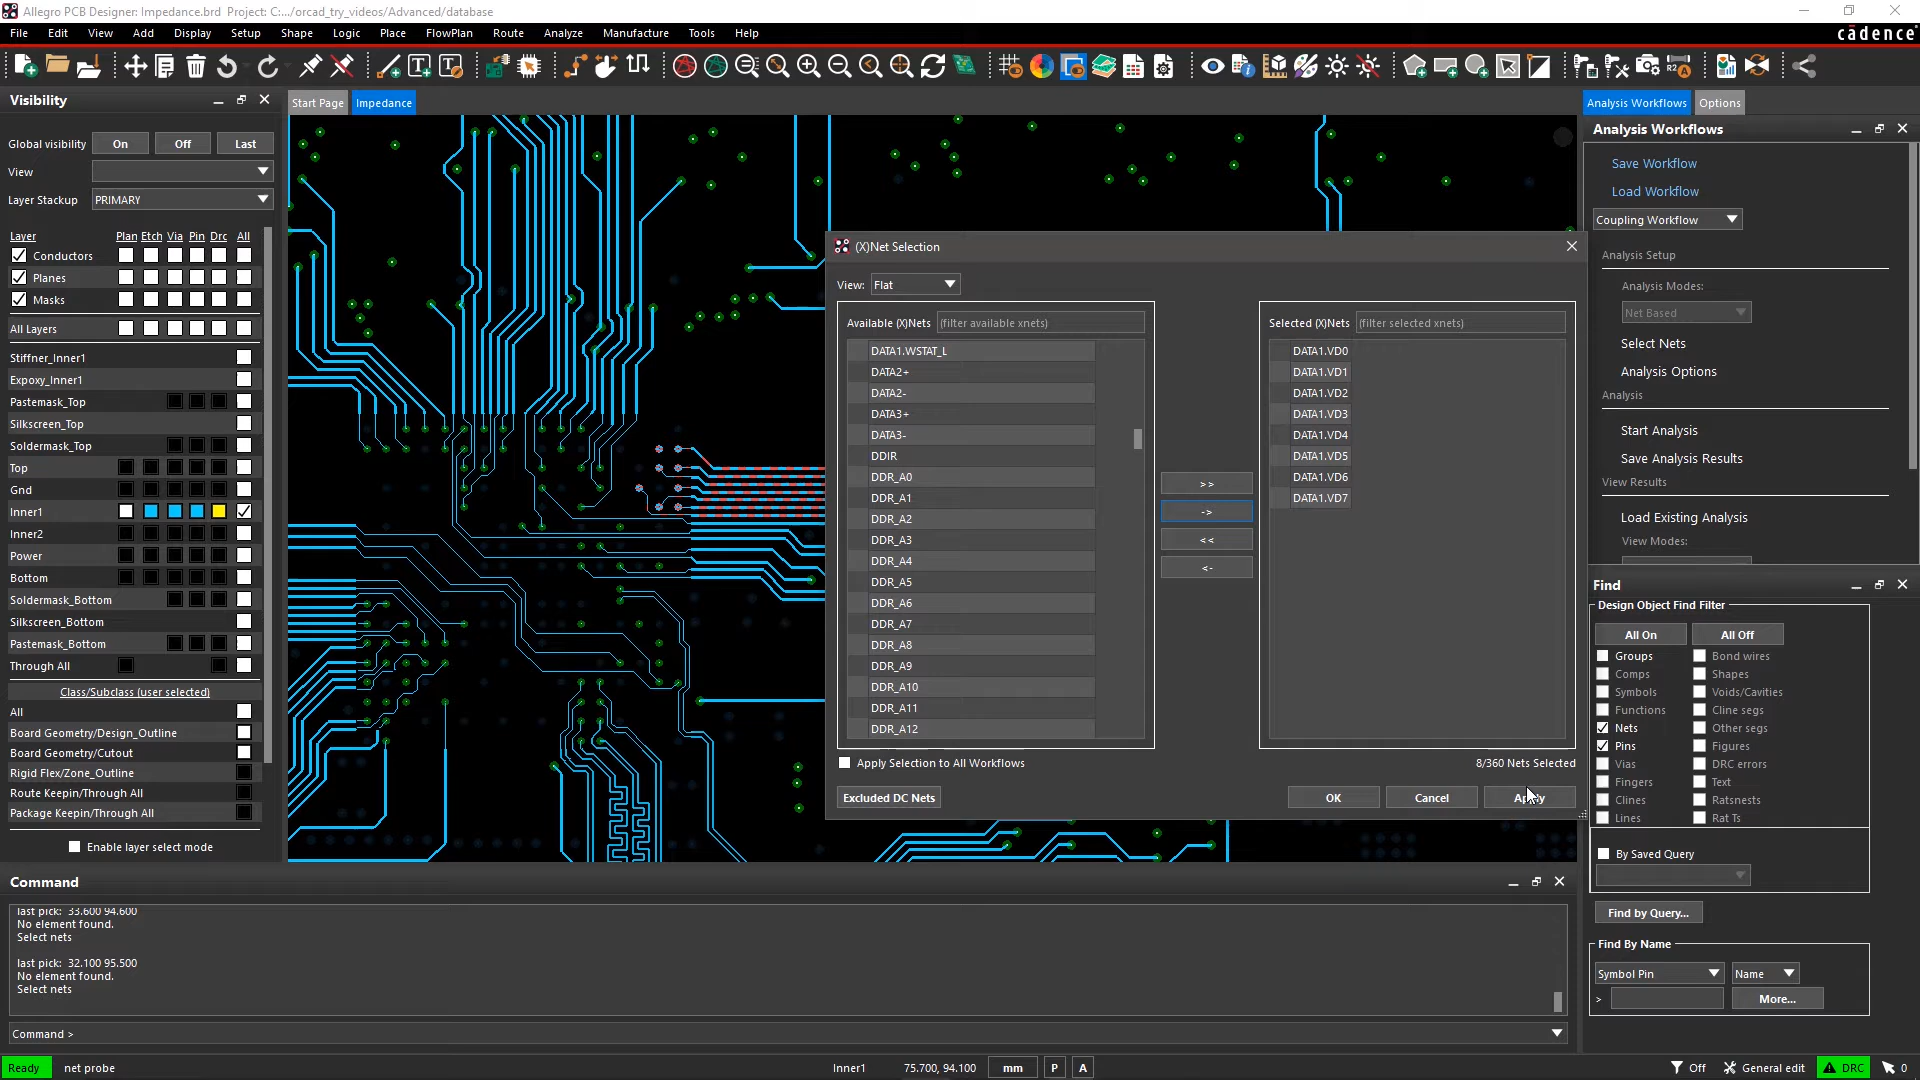 Allegro PCB Designer: Impedance.brd  Project: C:.../orcad_try_videos/Advanced/database
File Edit View Add Display Setup Shape Logic Place FlowPlan Route Analyze Manufacture Tools Help
cādence
Visibility
Global visibility On Off Last
View
Layer Stackup PRIMARY
Layer Plan Etch Via Pin Drc All
Conductors
Planes
Masks
All Layers
Stiffner_Inner1
Expoxy_Inner1
Pastemask_Top
Silkscreen_Top
Soldermask_Top
Top
Gnd
Inner1
Inner2
Power
Bottom
Soldermask_Bottom
Silkscreen_Bottom
Pastemask_Bottom
Through All
Class/Subclass (user selected)
All
Board Geometry/Design_Outline
Board Geometry/Cutout
Rigid Flex/Zone_Outline
Route Keepin/Through All
Package Keepin/Through All
Enable layer select mode
Start Page Impedance
(X)Net Selection
View: Flat
Available (X)Nets (filter available xnets)
DATA1.WSTAT_L
DATA2+
DATA2-
DATA3+
DATA3-
DDIR
DDR_A0
DDR_A1
DDR_A2
DDR_A3
DDR_A4
DDR_A5
DDR_A6
DDR_A7
DDR_A8
DDR_A9
DDR_A10
DDR_A11
DDR_A12
>>
->
<<
<-
Selected (X)Nets (filter selected xnets)
DATA1.VD0
DATA1.VD1
DATA1.VD2
DATA1.VD3
DATA1.VD4
DATA1.VD5
DATA1.VD6
DATA1.VD7
Apply Selection to All Workflows
8/360 Nets Selected
Excluded DC Nets OK Cancel Apply
Analysis Workflows Options
Analysis Workflows
Save Workflow
Load Workflow
Coupling Workflow
Analysis Setup
Analysis Modes:
Net Based
Select Nets
Analysis Options
Analysis
Start Analysis
Save Analysis Results
View Results
Load Existing Analysis
View Modes:
Find
Design Object Find Filter
All On All Off
Groups Bond wires
Comps Shapes
Symbols Voids/Cavities
Functions Cline segs
Nets Other segs
Pins Figures
Vias DRC errors
Fingers Text
Clines Ratsnests
Lines Rat Ts
By Saved Query
Find by Query...
Find By Name
Symbol Pin Name
> More...
Command
last pick:  33.600 94.600
No element found.
Select nets
last pick:  32.100 95.500
No element found.
Select nets
Command >
Ready net probe Inner1 75.700, 94.100 mm P A Off General edit DRC 0